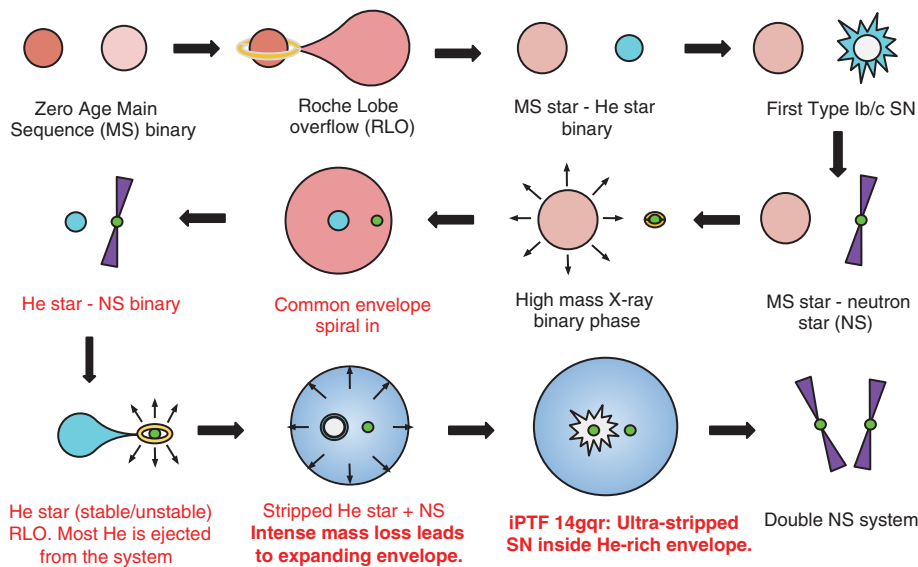 Zero Age Main
Sequence (MS) binary
Roche Lobe
overflow (RLO)
MS star - He star
binary
First Type Ib/c SN
He star - NS binary
Common envelope
spiral in
High mass X-ray
binary phase
MS star - neutron
star (NS)
He star (stable/unstable)
RLO. Most He is ejected
from the system
Stripped He star + NS
Intense mass loss leads
to expanding envelope.
iPTF 14gqr: Ultra-stripped
SN inside He-rich envelope.
Double NS system